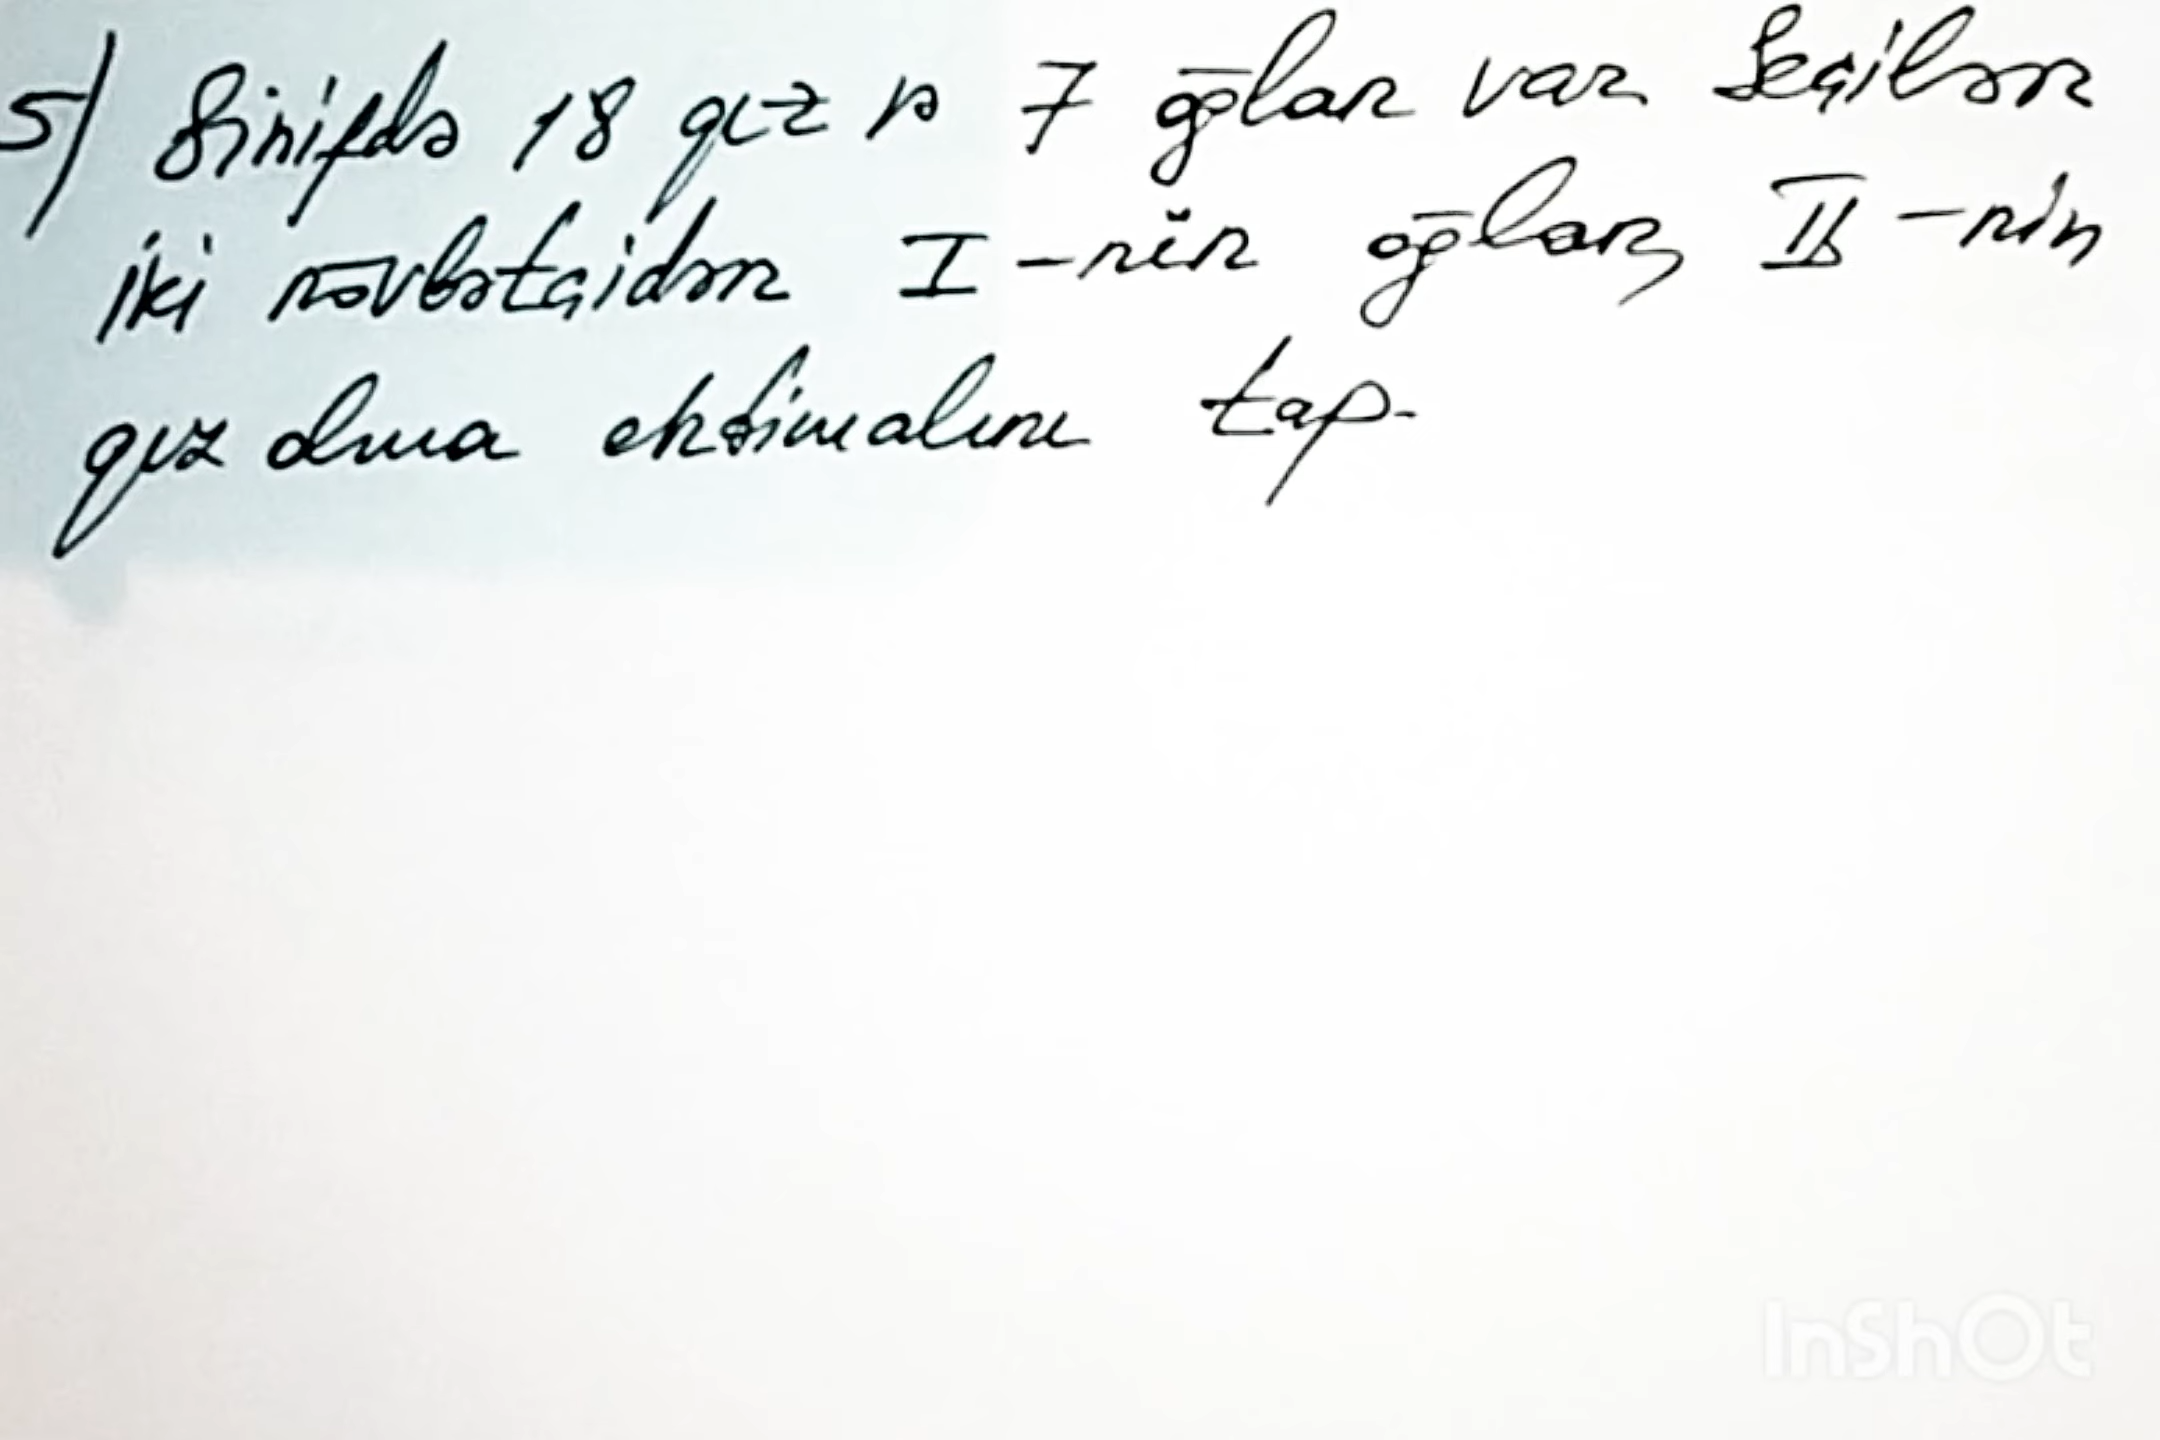 5) Sinifdə 18 qız və 7 oğlan var Seçilən
iki növbətçidən I-nin oğlan, II-nin
qız olma ehtimalını tap.
InShOt